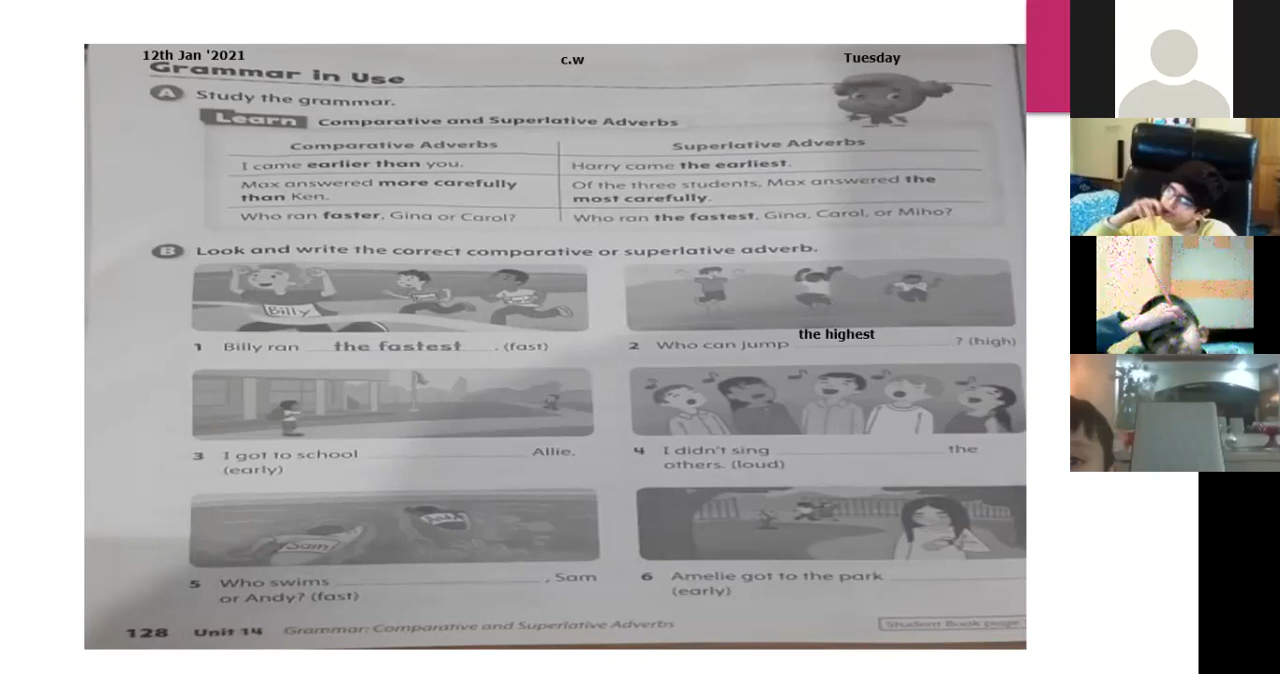 12th Jan '2021 c.w Tuesday
Grammar in Use
A Study the grammar.
Learn Comparative and Superlative Adverbs
Comparative Adverbs Superlative Adverbs
I came earlier than you. Harry came the earliest.
Max answered more carefully than Ken. Of the three students, Max answered the most carefully.
Who ran faster, Gina or Carol? Who ran the fastest, Gina, Carol, or Miho?
B Look and write the correct comparative or superlative adverb.
Billy
1 Billy ran the fastest . (fast)
2 Who can jump the highest ? (high)
3 I got to school Allie.
(early)
4 I didn't sing the
others. (loud)
Sam
Andy
5 Who swims , Sam
or Andy? (fast)
6 Amelie got to the park
(early)
128 Unit 14 Grammar: Comparative and Superlative Adverbs
Student Book page